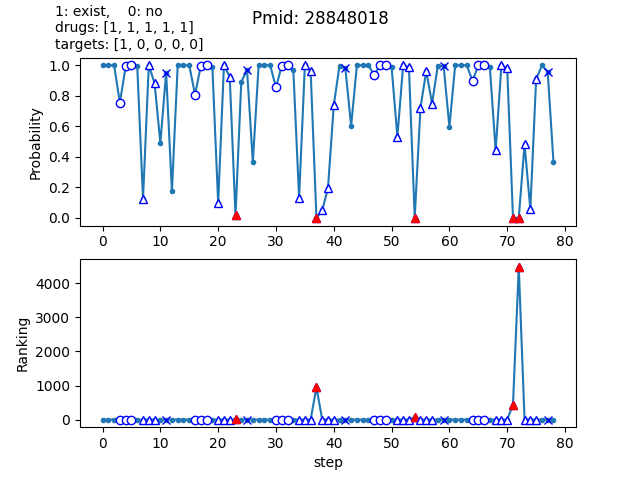 1: exist,    0: no
Pmid: 28848018
drugs: [1, 1, 1, 1, 1]
targets: [1, 0, 0, 0, 0]
Probability
1.0
0.8
0.6
0.4
0.2
0.0
0 10 20 30 40 50 60 70 80
Ranking
4000
3000
2000
1000
0
0 10 20 30 40 50 60 70 80
step